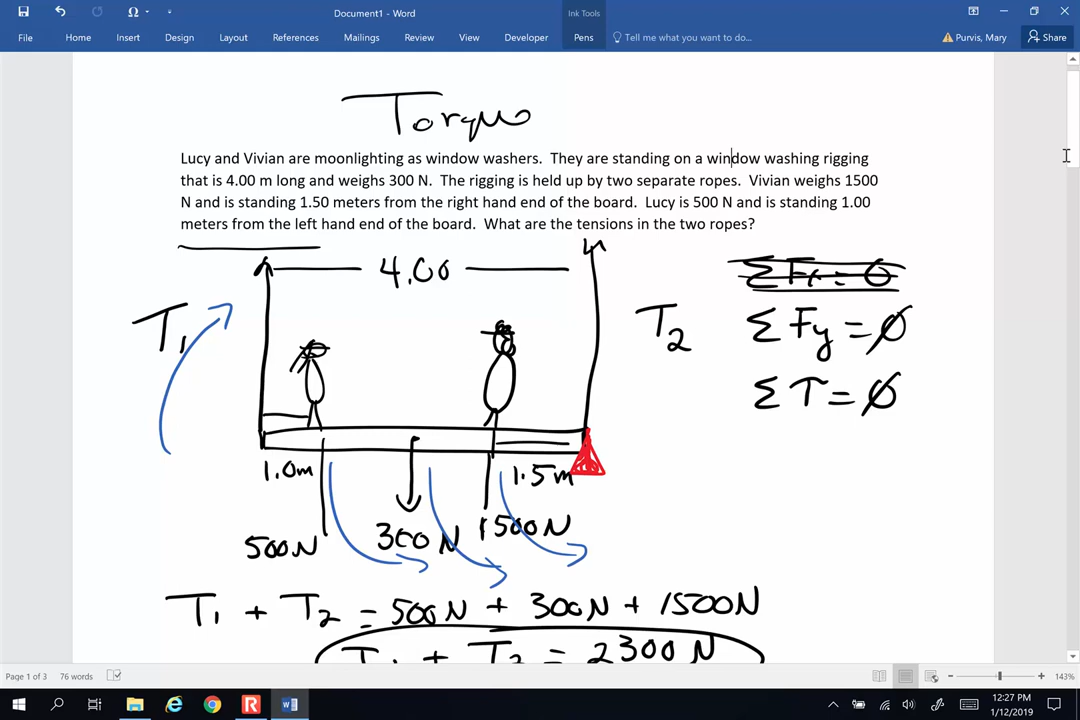 Document1 - Word
Ink Tools
File Home Insert Design Layout References Mailings Review View Developer Pens Tell me what you want to do... Purvis, Mary Share
Torque
Lucy and Vivian are moonlighting as window washers. They are standing on a window washing rigging
that is 4.00 m long and weighs 300 N. The rigging is held up by two separate ropes. Vivian weighs 1500
N and is standing 1.50 meters from the right hand end of the board. Lucy is 500 N and is standing 1.00
meters from the left hand end of the board. What are the tensions in the two ropes?
4.00
T₁
T₂
ΣFy = 0
Στ = 0
1.0m
1.5m
500N
300 N
1500N
T₁ + T₂ = 500N + 300N + 1500N
T₁ + T₂ = 2300 N
Page 1 of 3 76 words
143%
12:27 PM
1/12/2019